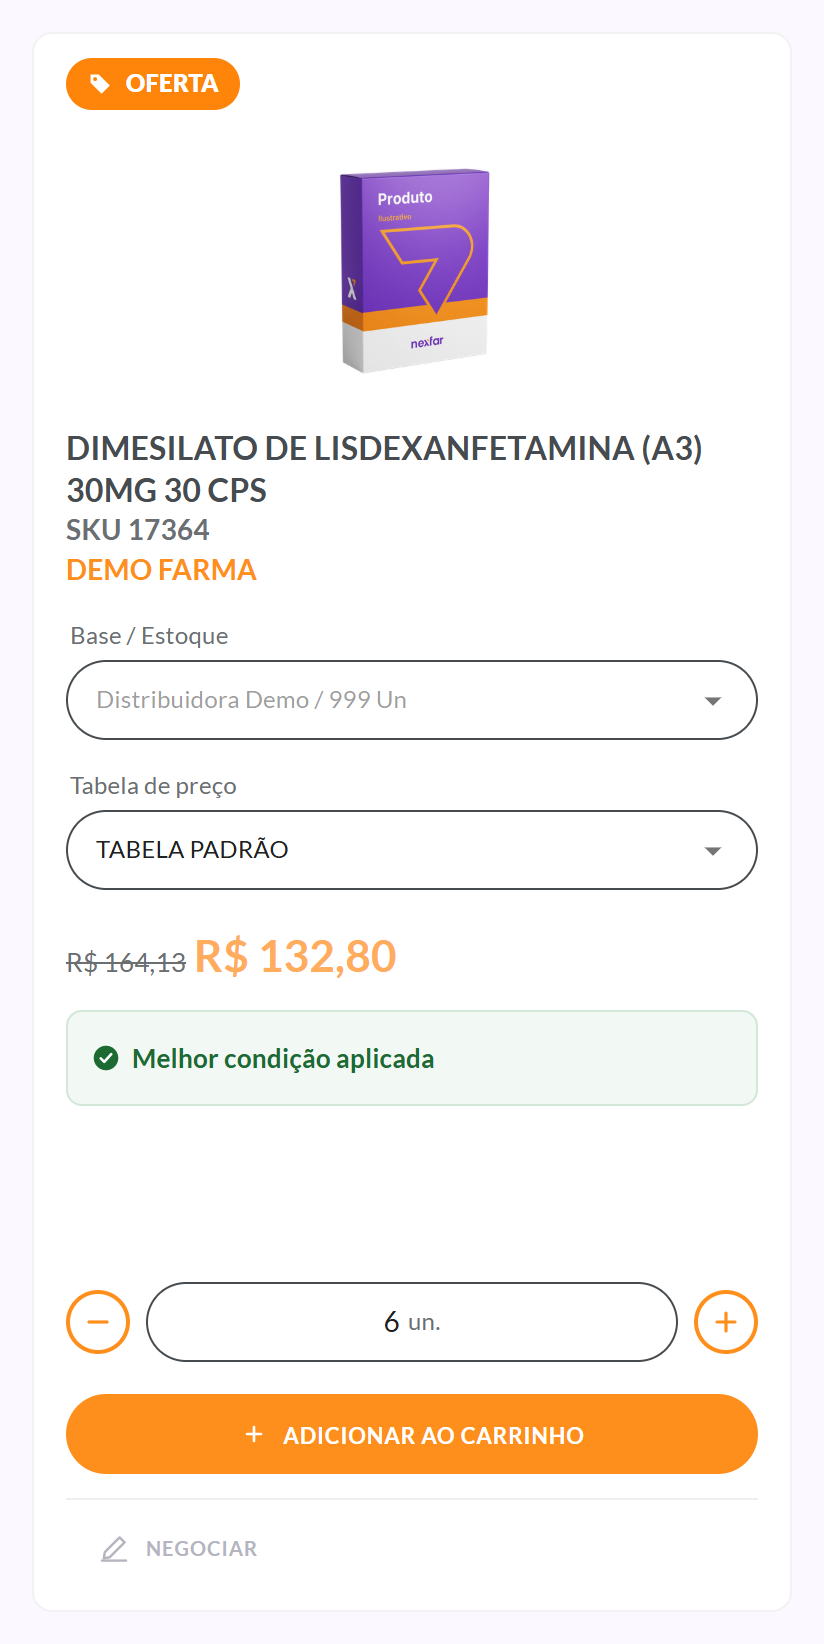 OFERTA
Produto
Ilustrativo
nexfar
DIMESILATO DE LISDEXANFETAMINA (A3)
30MG 30 CPS
SKU 17364
DEMO FARMA
Base / Estoque
Distribuidora Demo / 999 Un
Tabela de preço
TABELA PADRÃO
R$ 164,13 R$ 132,80
Melhor condição aplicada
6 un.
+ ADICIONAR AO CARRINHO
NEGOCIAR